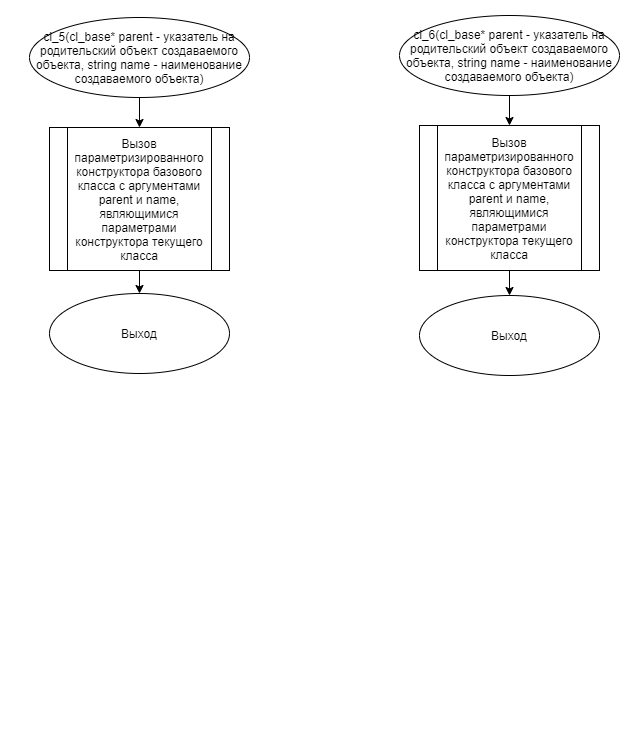 cl_5(cl_base* parent - указатель на
родительский объект создаваемого
объекта, string name - наименование
создаваемого объекта)
Вызов
параметризированного
конструктора базового
класса с аргументами
parent и name,
являющимися
параметрами
конструктора текущего
класса
Выход
cl_6(cl_base* parent - указатель на
родительский объект создаваемого
объекта, string name - наименование
создаваемого объекта)
Вызов
параметризированного
конструктора базового
класса с аргументами
parent и name,
являющимися
параметрами
конструктора текущего
класса
Выход